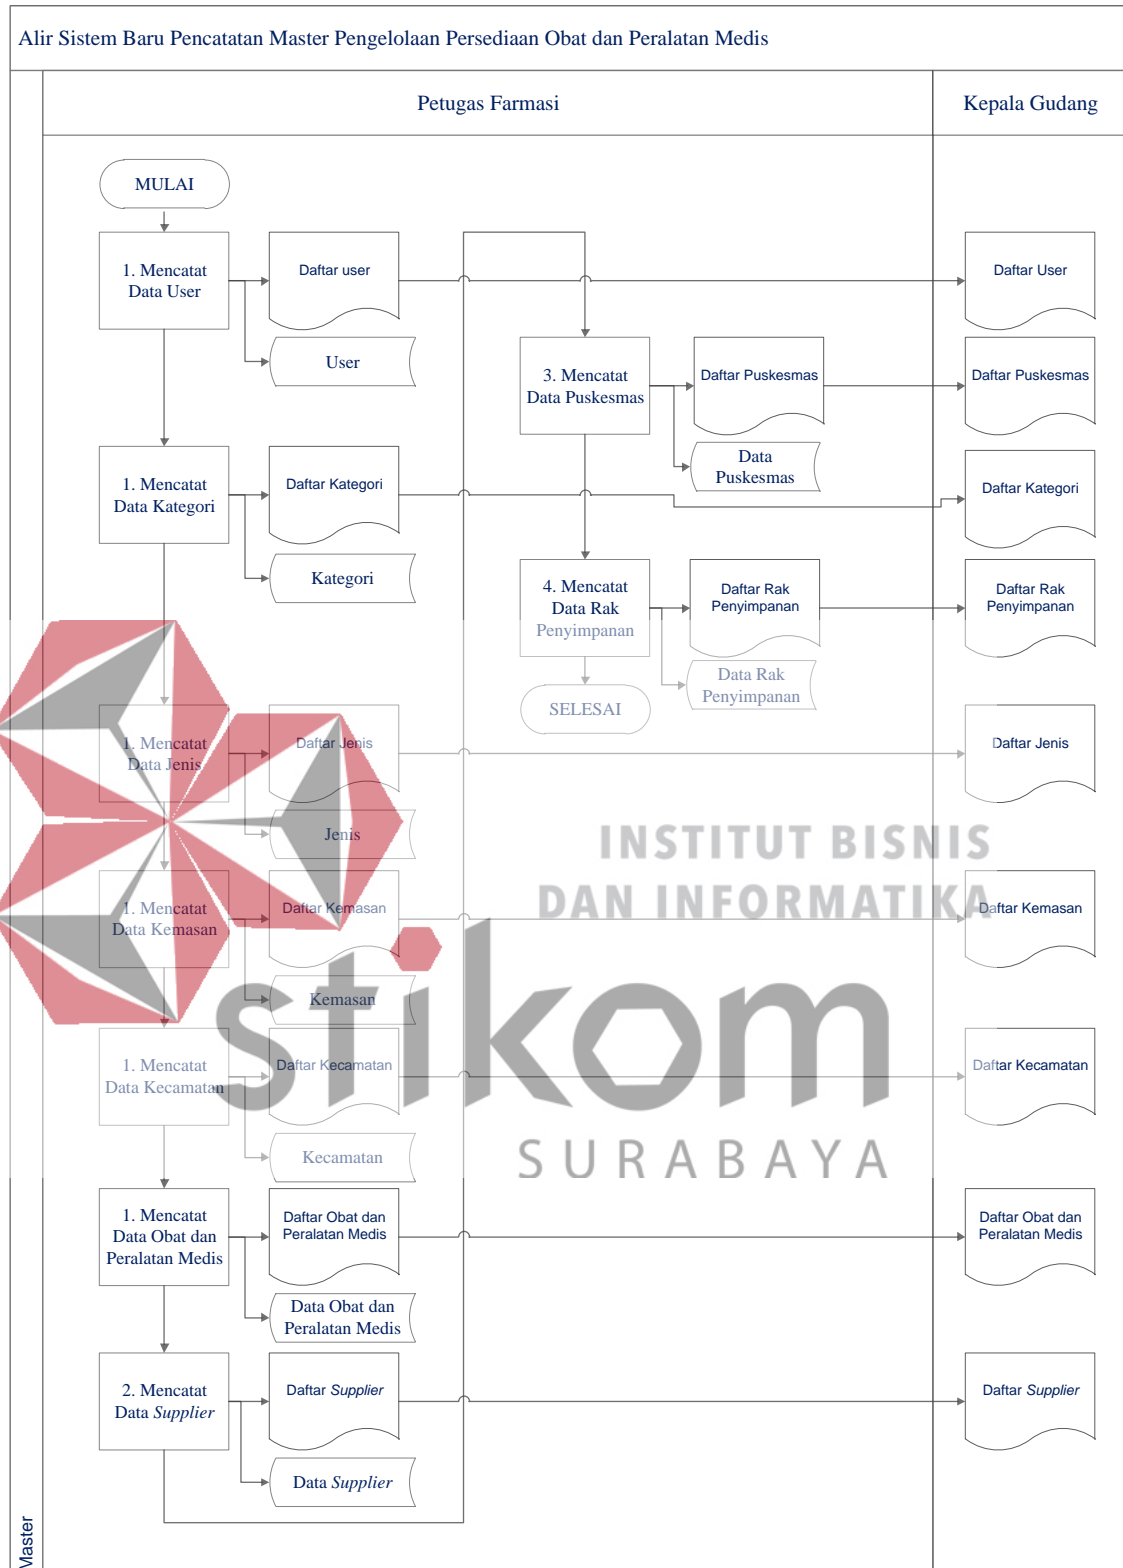 Alir Sistem Baru Pencatatan Master Pengelolaan Persediaan Obat dan Peralatan Medis
Petugas Farmasi
Kepala Gudang
MULAI
1. Mencatat
Data User
Daftar user
User
Daftar User
3. Mencatat
Data Puskesmas
Daftar Puskesmas
Data
Puskesmas
Daftar Puskesmas
1. Mencatat
Data Kategori
Daftar Kategori
Kategori
Daftar Kategori
4. Mencatat
Data Rak
Penyimpanan
Daftar Rak
Penyimpanan
Data Rak
Penyimpanan
Daftar Rak
Penyimpanan
SELESAI
1. Mencatat
Data Jenis
Daftar Jenis
Jenis
Daftar Jenis
INSTITUT BISNIS
DAN INFORMATIKA
1. Mencatat
Data Kemasan
Daftar Kemasan
Kemasan
Daftar Kemasan
stikom
SURABAYA
1. Mencatat
Data Kecamatan
Daftar Kecamatan
Kecamatan
Daftar Kecamatan
1. Mencatat
Data Obat dan
Peralatan Medis
Daftar Obat dan
Peralatan Medis
Data Obat dan
Peralatan Medis
Daftar Obat dan
Peralatan Medis
2. Mencatat
Data Supplier
Daftar Supplier
Data Supplier
Daftar Supplier
Master